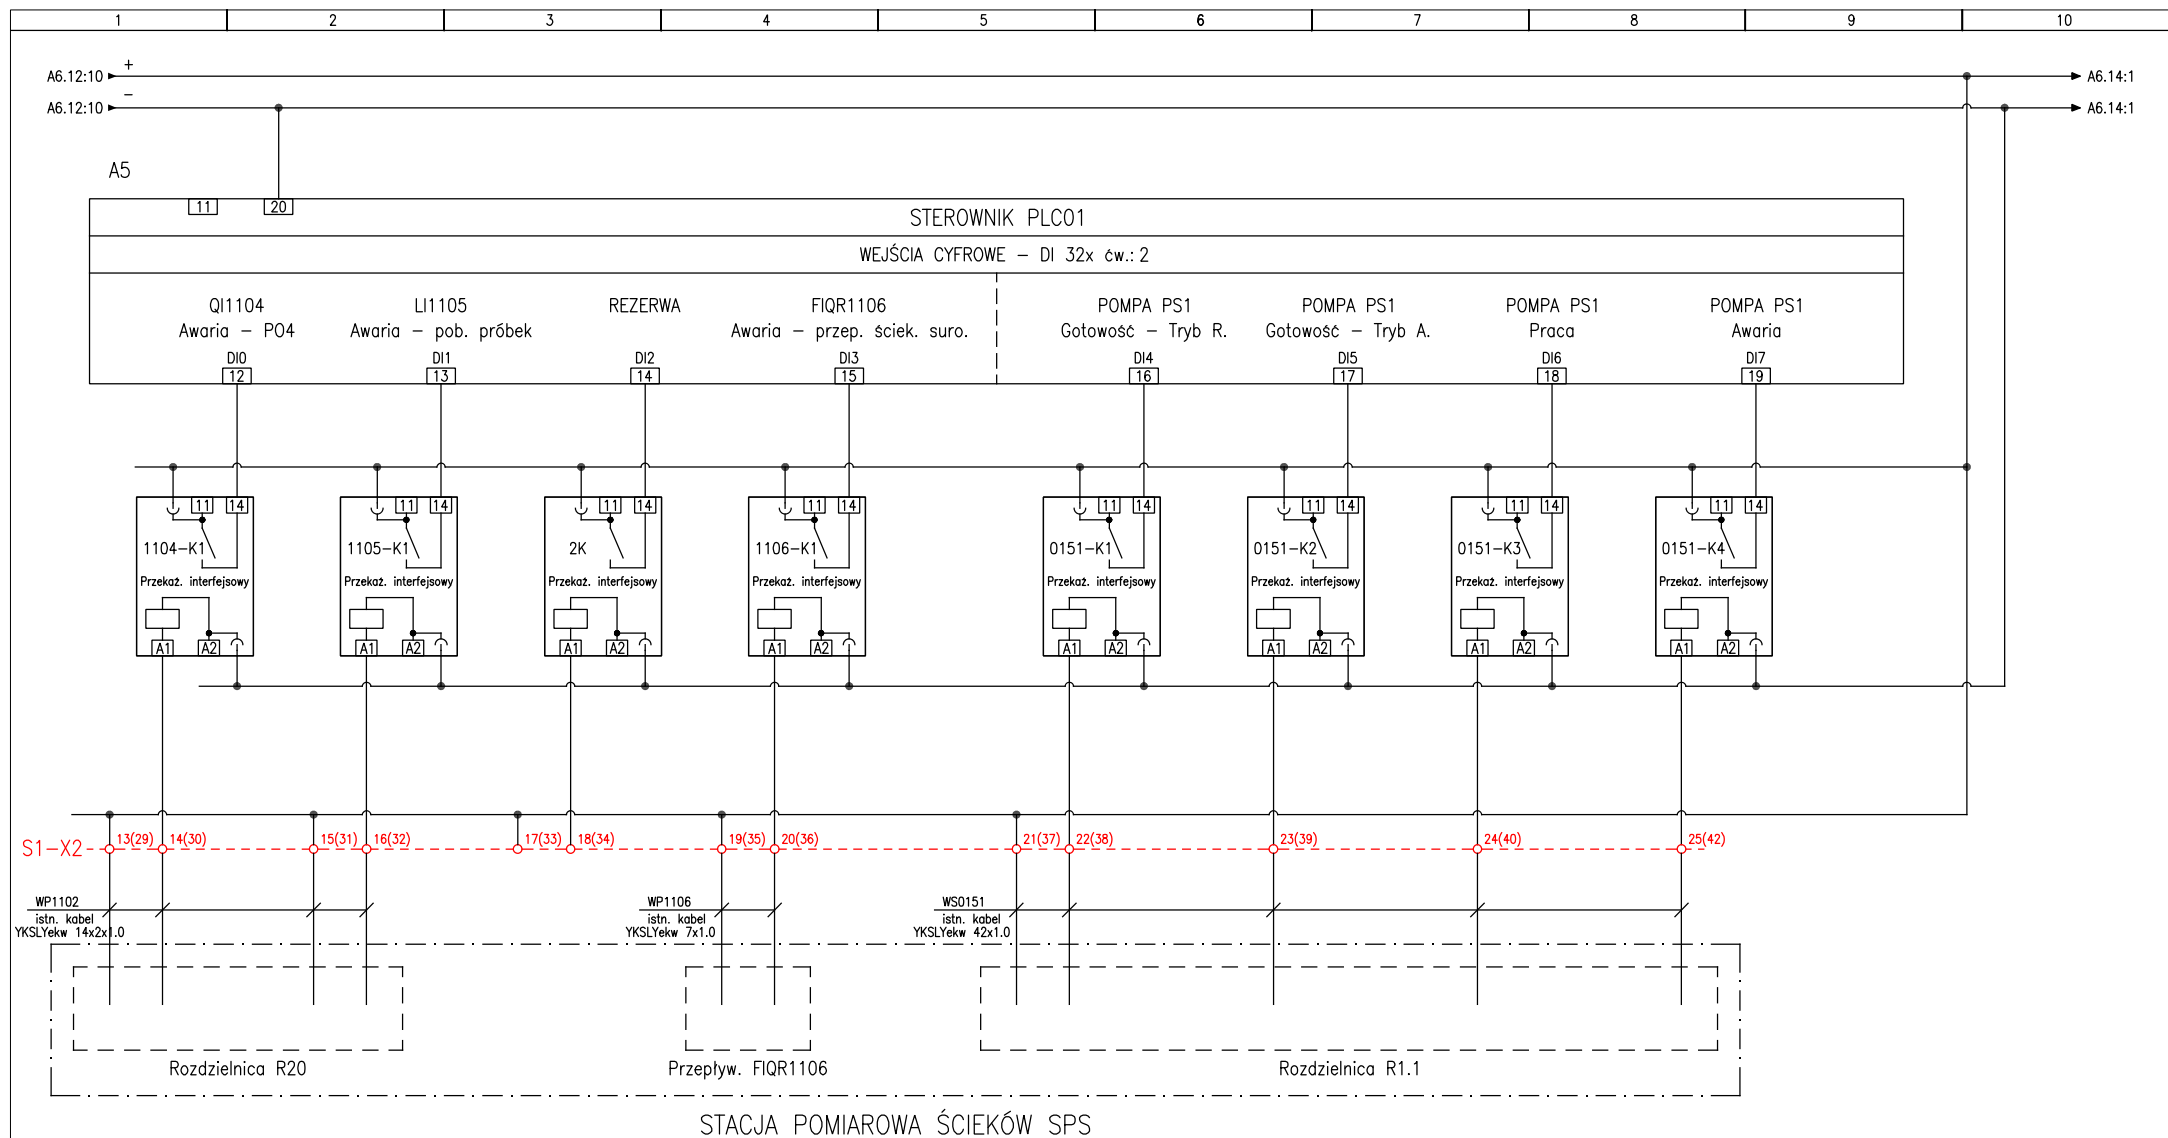 1 2 3 4 5 6 7 8 9 10
A6.12:10 + A6.14:1
A6.12:10 − A6.14:1
A5
11 20
STEROWNIK PLC01
WEJŚCIA CYFROWE − DI 32x ćw.: 2
QI1104 LI1105 REZERWA FIQR1106 POMPA PS1 POMPA PS1 POMPA PS1 POMPA PS1
Awaria − PO4 Awaria − pob. próbek Awaria − przep. ściek. suro. Gotowość − Tryb R. Gotowość − Tryb A. Praca Awaria
DI0 DI1 DI2 DI3 DI4 DI5 DI6 DI7
12 13 14 15 16 17 18 19
11 14 11 14 11 14 11 14 11 14 11 14 11 14 11 14
1104−K1 1105−K1 2K 1106−K1 0151−K1 0151−K2 0151−K3 0151−K4
Przekaź. interfejsowy Przekaź. interfejsowy Przekaź. interfejsowy Przekaź. interfejsowy Przekaź. interfejsowy Przekaź. interfejsowy Przekaź. interfejsowy Przekaź. interfejsowy
A1 A2 A1 A2 A1 A2 A1 A2 A1 A2 A1 A2 A1 A2 A1 A2
S1−X2 13(29) 14(30) 15(31) 16(32) 17(33) 18(34) 19(35) 20(36) 21(37) 22(38) 23(39) 24(40) 25(42)
WP1102 WP1106 WS0151
istn. kabel istn. kabel istn. kabel
YKSLYekw 14x2x1.0 YKSLYekw 7x1.0 YKSLYekw 42x1.0
Rozdzielnica R20 Przepływ. FIQR1106 Rozdzielnica R1.1
STACJA POMIAROWA ŚCIEKÓW SPS